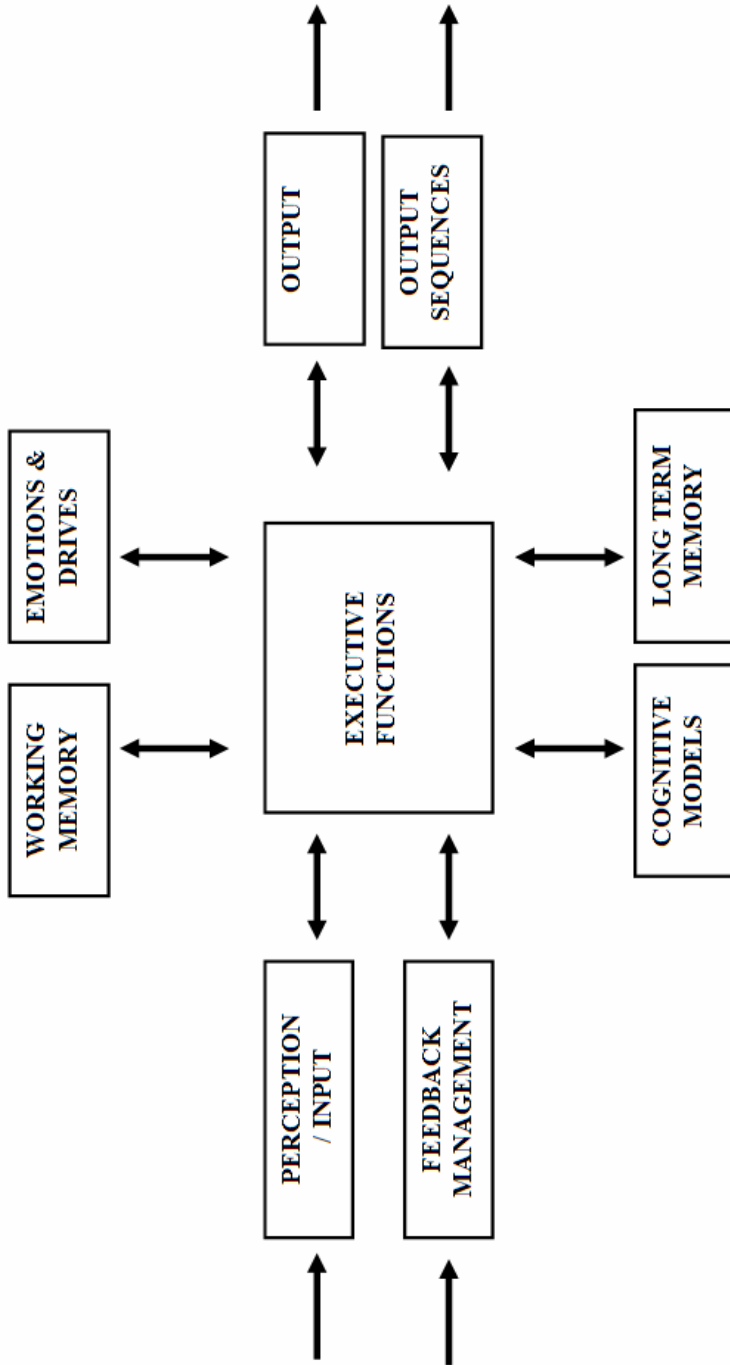 WORKING
MEMORY
EMOTIONS &
DRIVES
PERCEPTION
/ INPUT
EXECUTIVE
FUNCTIONS
OUTPUT
FEEDBACK
MANAGEMENT
OUTPUT
SEQUENCES
COGNITIVE
MODELS
LONG TERM
MEMORY